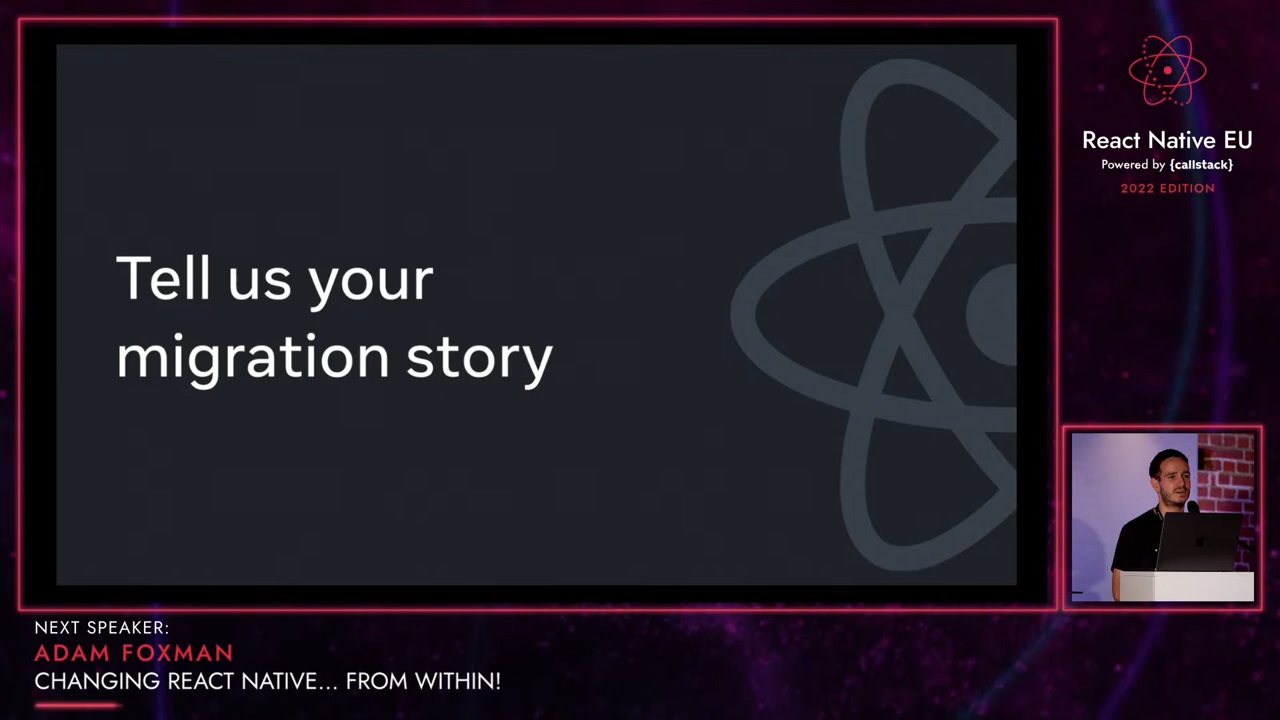 Tell us your
migration story
React Native EU
Powered by {callstack}
2022 EDITION
NEXT SPEAKER:
ADAM FOXMAN
CHANGING REACT NATIVE... FROM WITHIN!